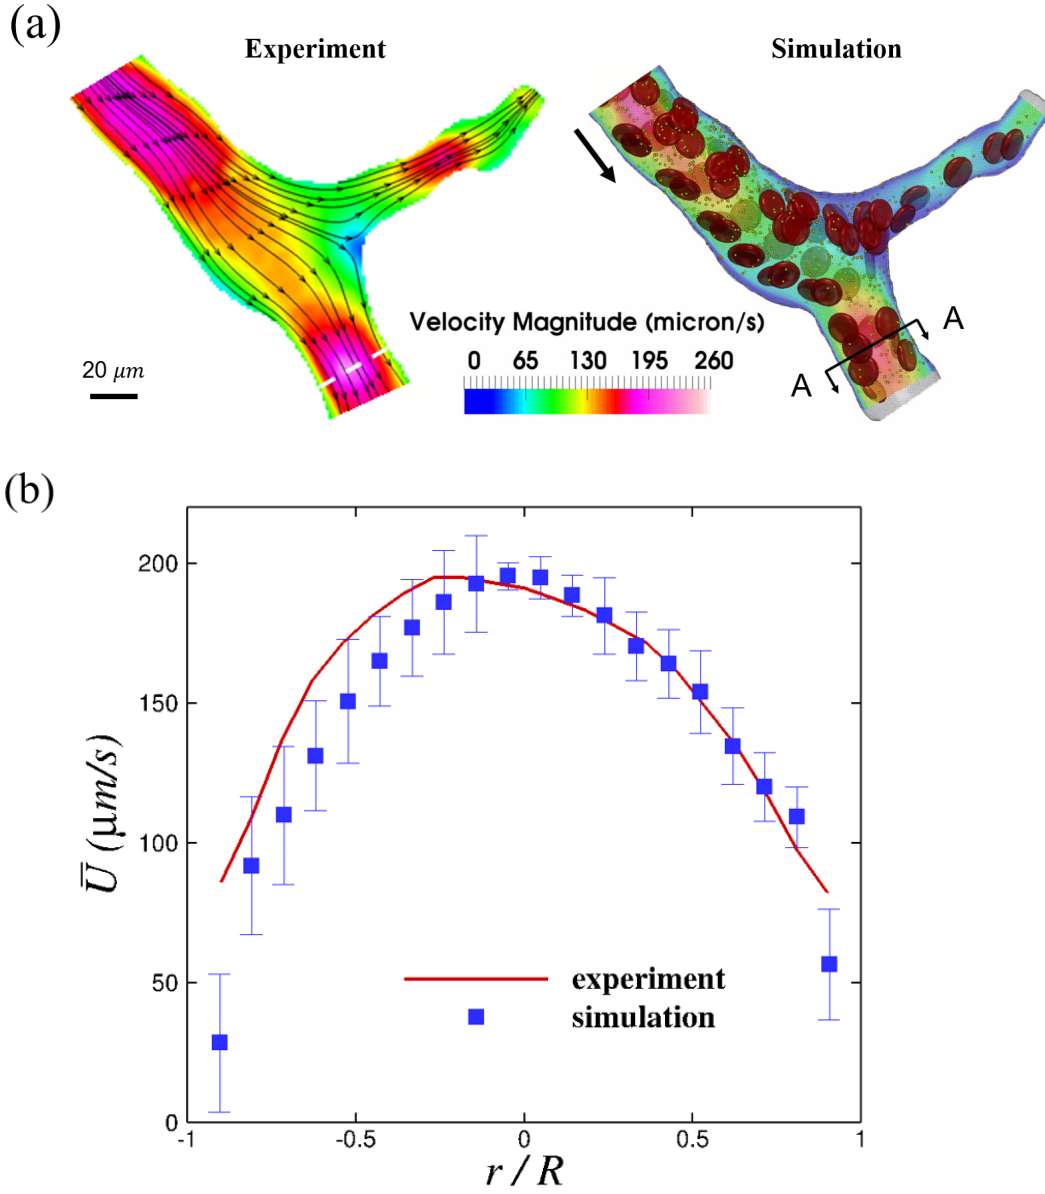 (a)
Experiment
Simulation
Velocity Magnitude (micron/s)
0 65 130 195 260
20 μm
A
A
(b)
200
150
100
50
0
U̅ (μm/s)
experiment
simulation
-1 -0.5 0 0.5 1
r / R